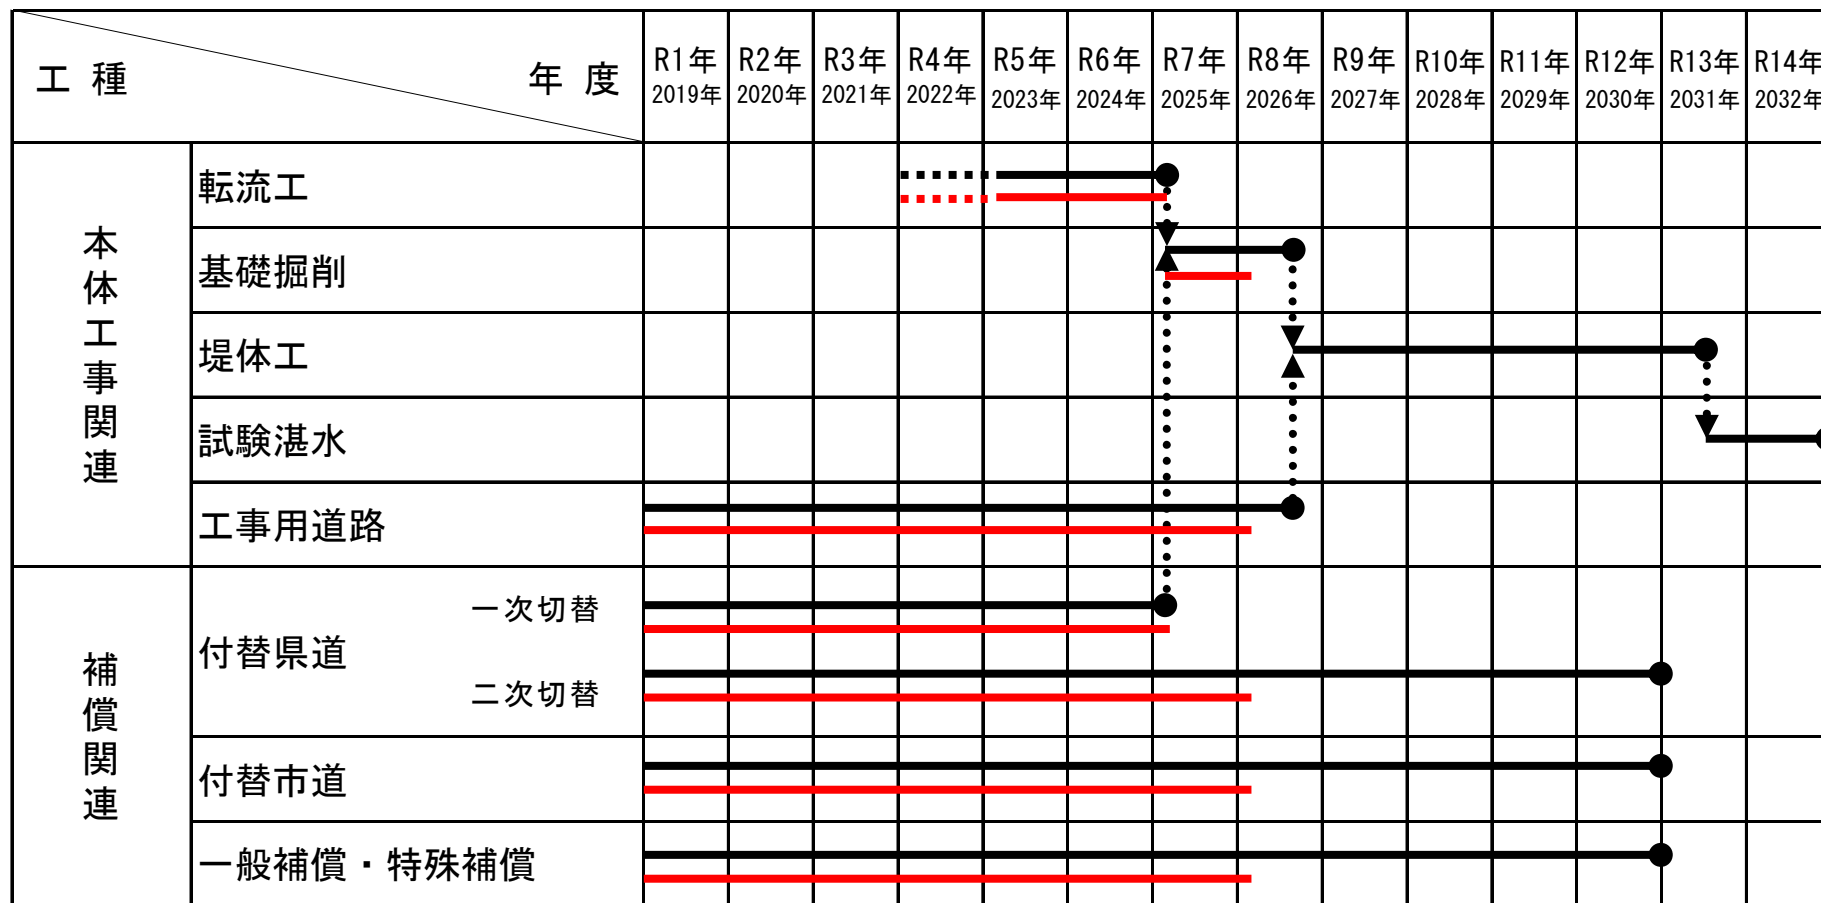 工種 年度
R1年 R2年 R3年 R4年 R5年 R6年 R7年 R8年 R9年 R10年 R11年 R12年 R13年 R14年
2019年 2020年 2021年 2022年 2023年 2024年 2025年 2026年 2027年 2028年 2029年 2030年 2031年 2032年
本体工事関連
転流工
基礎掘削
堤体工
試験湛水
工事用道路
補償関連
付替県道
一次切替
二次切替
付替市道
一般補償・特殊補償